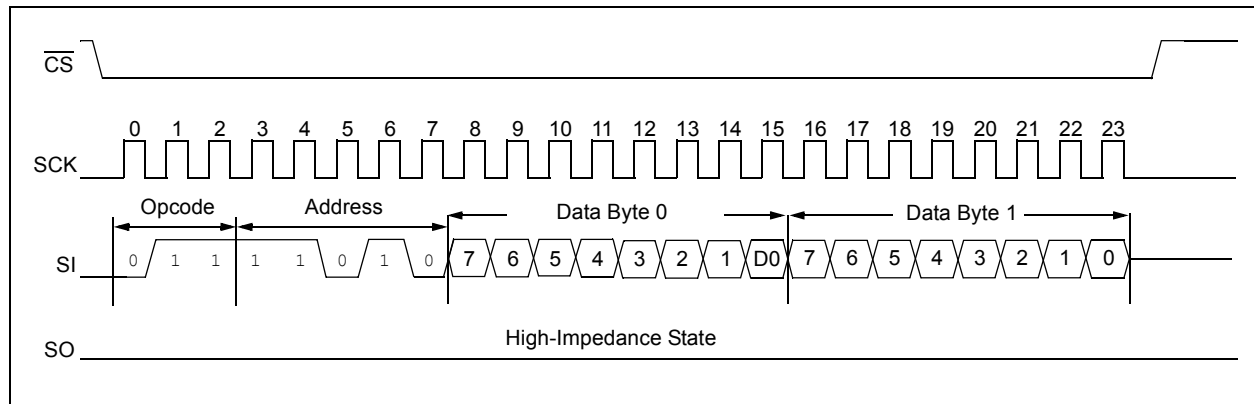 CS
0 1 2 3 4 5 6 7 8 9 10 11 12 13 14 15 16 17 18 19 20 21 22 23
SCK
Opcode Address Data Byte 0 Data Byte 1
SI 0 1 1 1 1 0 1 0 7 6 5 4 3 2 1 D0 7 6 5 4 3 2 1 0
High-Impedance State
SO